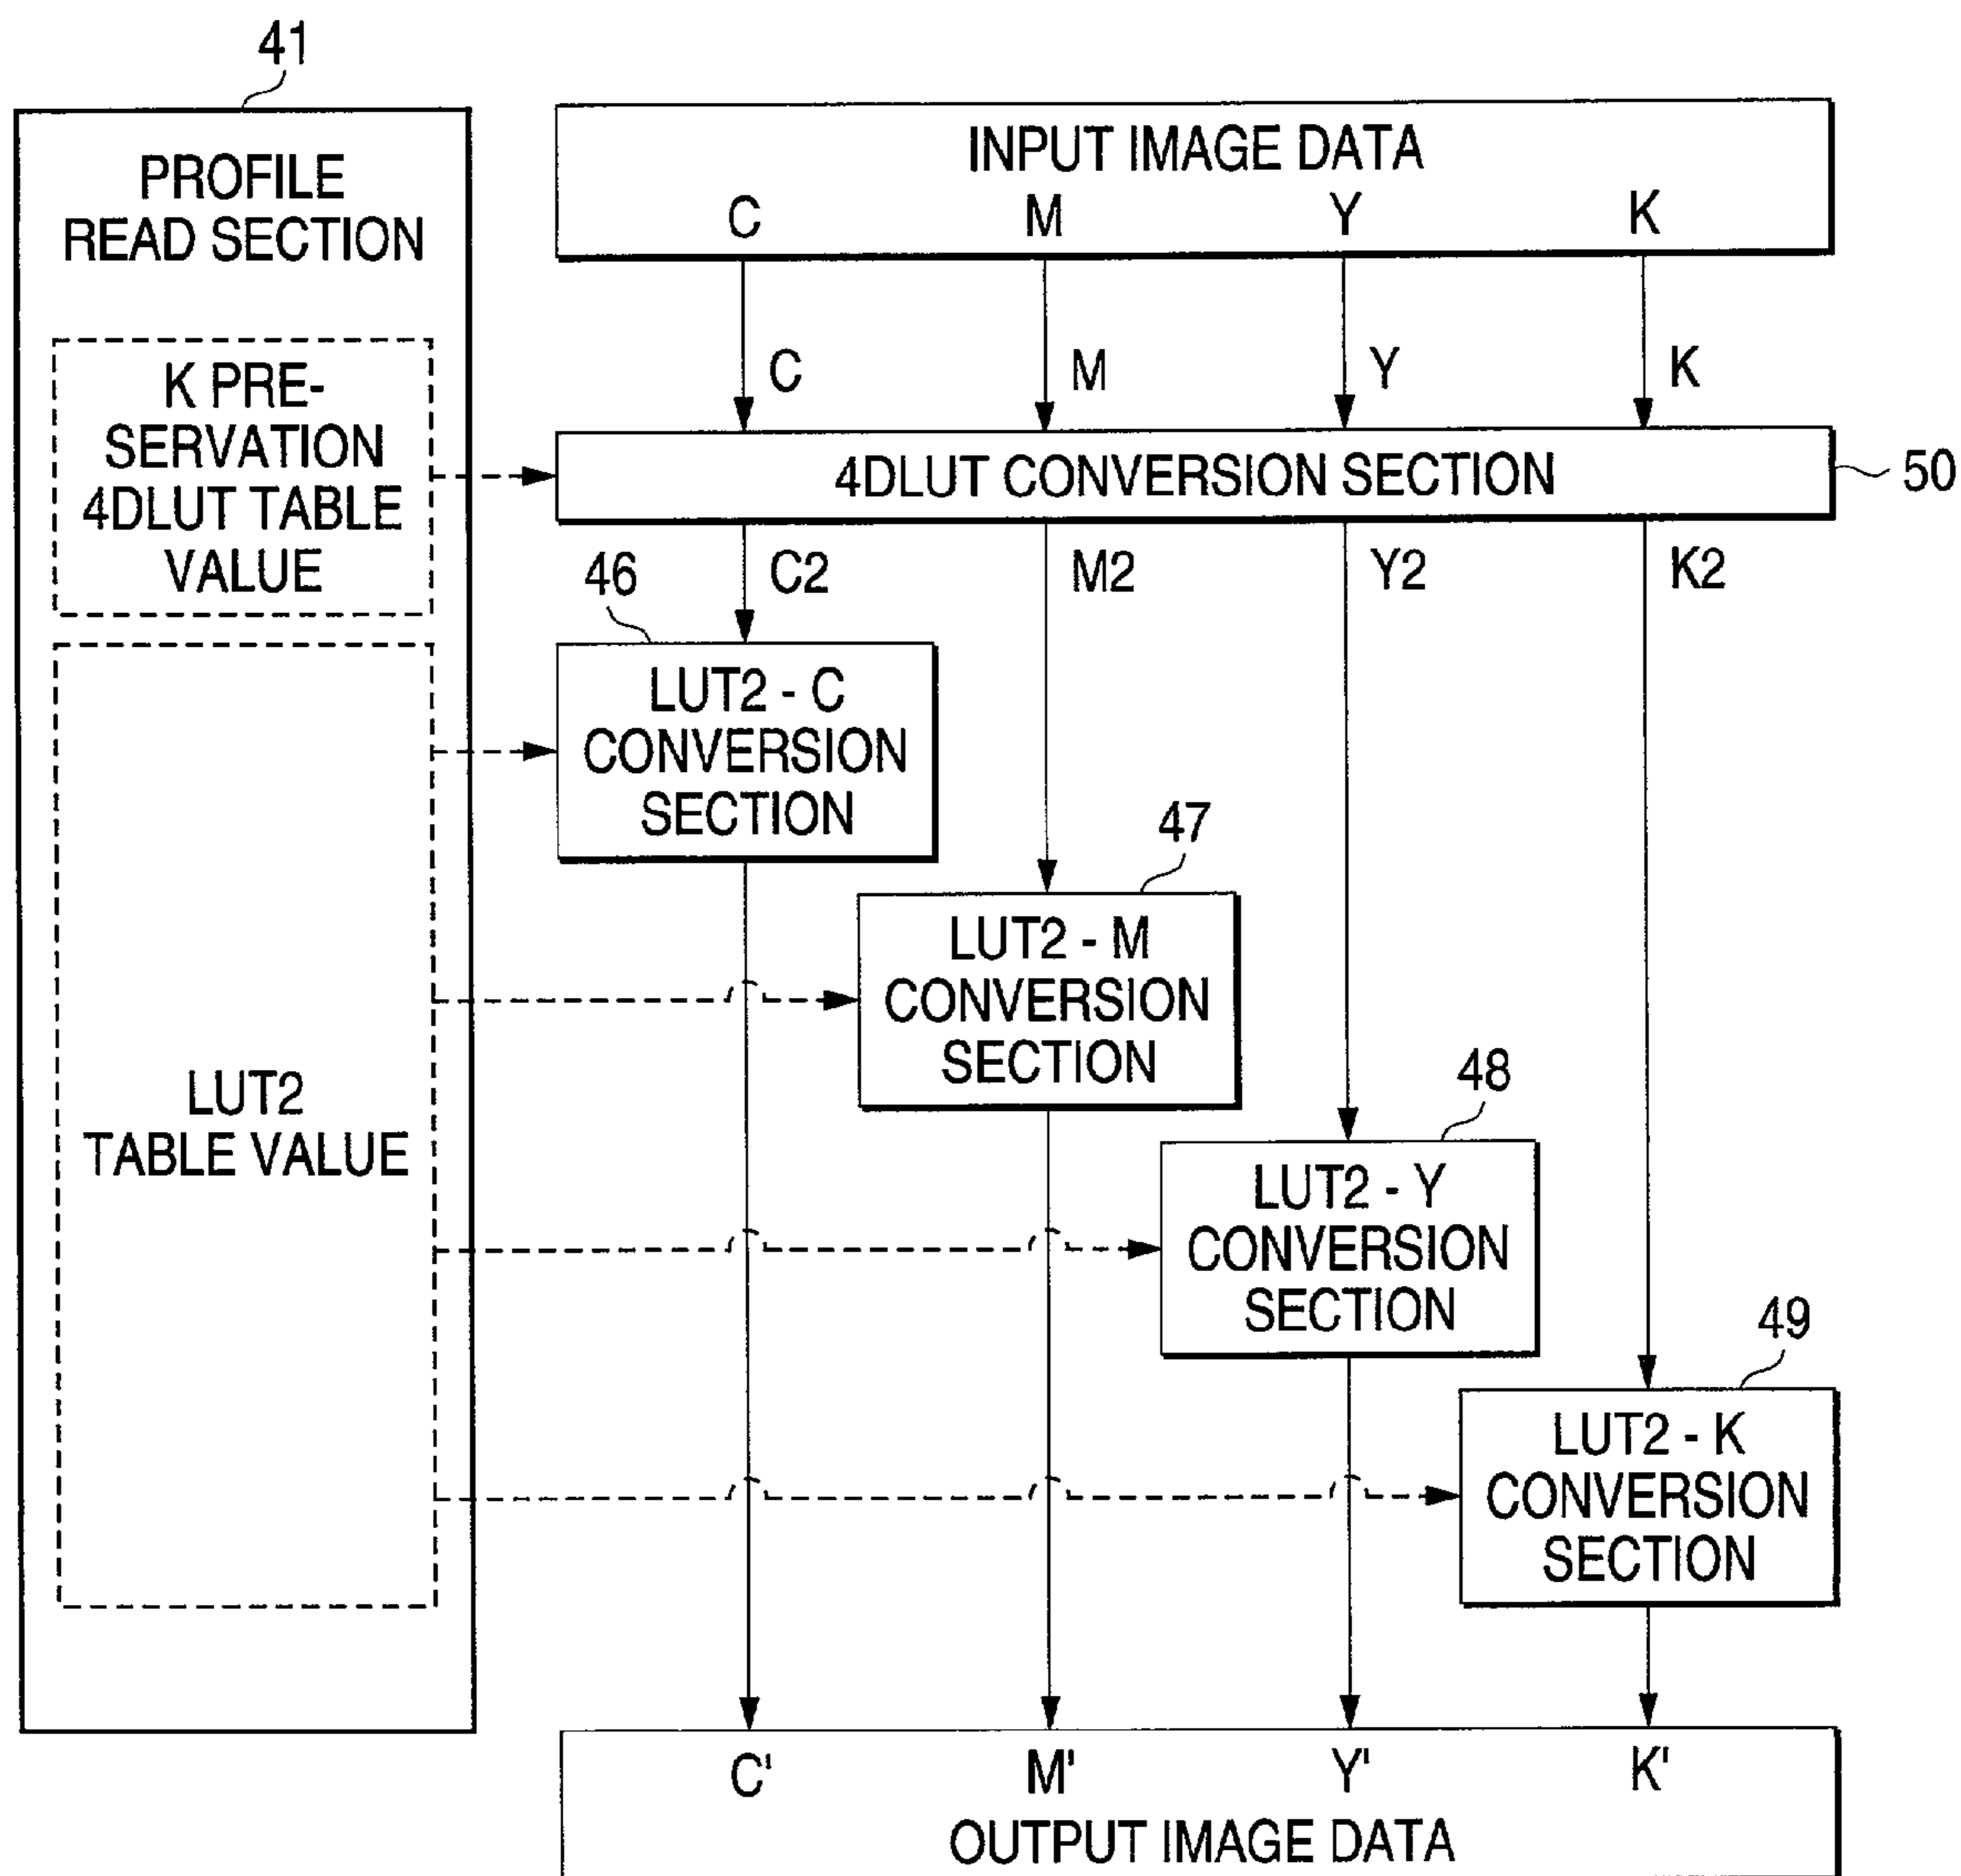 41
PROFILE
READ SECTION
K PRE-
SERVATION
4DLUT TABLE
VALUE
LUT2
TABLE VALUE
INPUT IMAGE DATA
C M Y K
C M Y K
4DLUT CONVERSION SECTION
50
C2 M2 Y2 K2
46
LUT2 - C
CONVERSION
SECTION
47
LUT2 - M
CONVERSION
SECTION
48
LUT2 - Y
CONVERSION
SECTION
49
LUT2 - K
CONVERSION
SECTION
C' M' Y' K'
OUTPUT IMAGE DATA